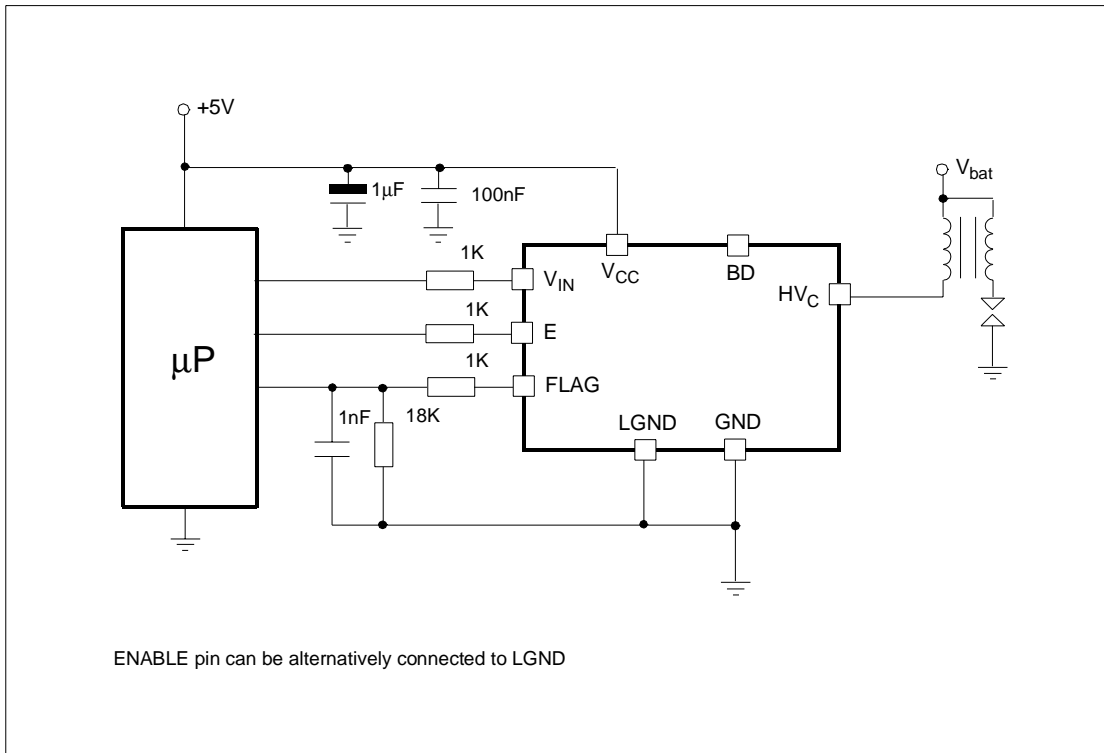 +5V
1μF
100nF
V_bat
1K
V_IN
V_CC
BD
HV_C
1K
E
μP
1K
FLAG
1nF
18K
LGND
GND
ENABLE pin can be alternatively connected to LGND